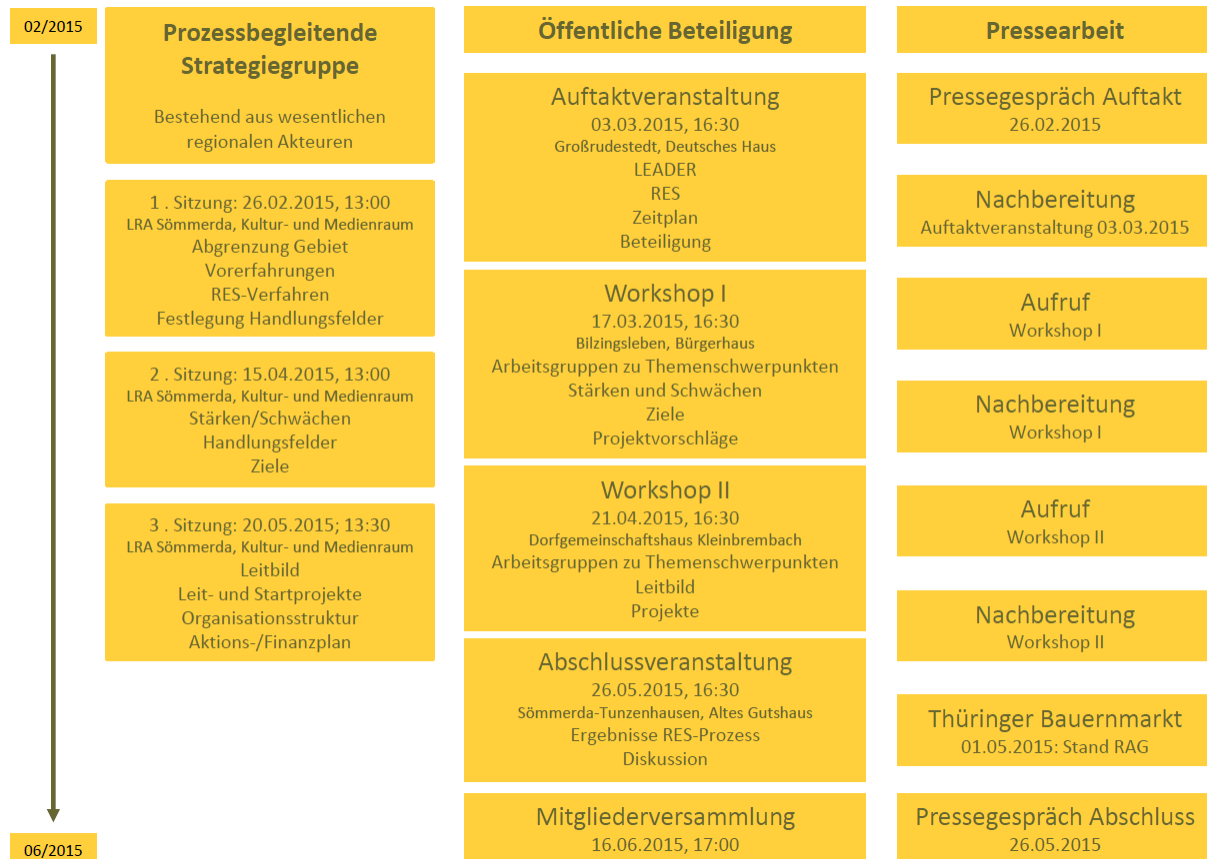 02/2015
Prozessbegleitende
Strategiegruppe
Bestehend aus wesentlichen
regionalen Akteuren
1 . Sitzung: 26.02.2015, 13:00
LRA Sömmerda, Kultur- und Medienraum
Abgrenzung Gebiet
Vorerfahrungen
RES-Verfahren
Festlegung Handlungsfelder
2 . Sitzung: 15.04.2015, 13:00
LRA Sömmerda, Kultur- und Medienraum
Stärken/Schwächen
Handlungsfelder
Ziele
3 . Sitzung: 20.05.2015; 13:30
LRA Sömmerda, Kultur- und Medienraum
Leitbild
Leit- und Startprojekte
Organisationsstruktur
Aktions-/Finanzplan
Öffentliche Beteiligung
Auftaktveranstaltung
03.03.2015, 16:30
Großrudestedt, Deutsches Haus
LEADER
RES
Zeitplan
Beteiligung
Workshop I
17.03.2015, 16:30
Bilzingsleben, Bürgerhaus
Arbeitsgruppen zu Themenschwerpunkten
Stärken und Schwächen
Ziele
Projektvorschläge
Workshop II
21.04.2015, 16:30
Dorfgemeinschaftshaus Kleinbrembach
Arbeitsgruppen zu Themenschwerpunkten
Leitbild
Projekte
Abschlussveranstaltung
26.05.2015, 16:30
Sömmerda-Tunzenhausen, Altes Gutshaus
Ergebnisse RES-Prozess
Diskussion
Mitgliederversammlung
16.06.2015, 17:00
Pressearbeit
Pressegespräch Auftakt
26.02.2015
Nachbereitung
Auftaktveranstaltung 03.03.2015
Aufruf
Workshop I
Nachbereitung
Workshop I
Aufruf
Workshop II
Nachbereitung
Workshop II
Thüringer Bauernmarkt
01.05.2015: Stand RAG
Pressegespräch Abschluss
26.05.2015
06/2015